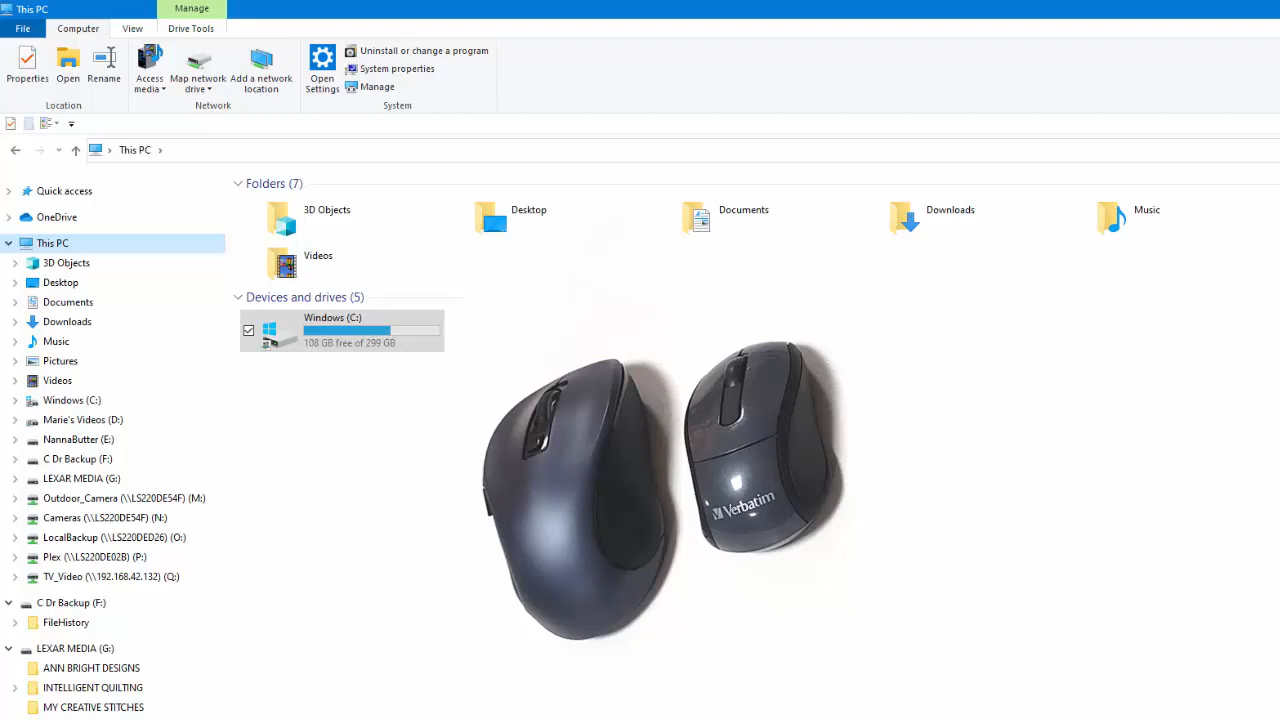 This PC
Manage
File
Computer
View
Drive Tools
Properties
Open
Rename
Access media
Map network drive
Add a network location
Open Settings
Uninstall or change a program
System properties
Manage
Location
Network
System
This PC
Quick access
OneDrive
This PC
3D Objects
Desktop
Documents
Downloads
Music
Pictures
Videos
Windows (C:)
Marie's Videos (D:)
NannaButter (E:)
C Dr Backup (F:)
LEXAR MEDIA (G:)
Outdoor_Camera (\\LS220DE54F) (M:)
Cameras (\\LS220DE54F) (N:)
LocalBackup (\\LS220DED26) (O:)
Plex (\\LS220DE02B) (P:)
TV_Video (\\192.168.42.132) (Q:)
C Dr Backup (F:)
FileHistory
LEXAR MEDIA (G:)
ANN BRIGHT DESIGNS
INTELLIGENT QUILTING
MY CREATIVE STITCHES
Folders (7)
3D Objects
Desktop
Documents
Downloads
Music
Videos
Devices and drives (5)
Windows (C:)
108 GB free of 299 GB
Verbatim